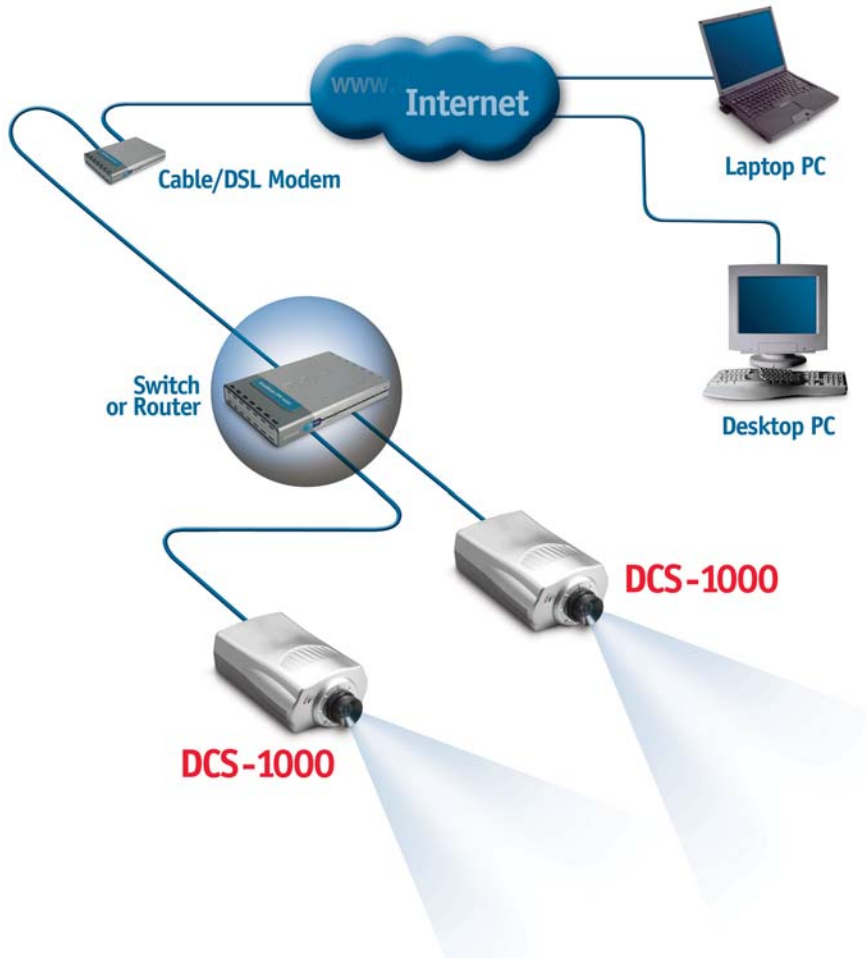 www.
Internet
Cable/DSL Modem
Laptop PC
Switch
or Router
Desktop PC
DCS-1000
DCS-1000